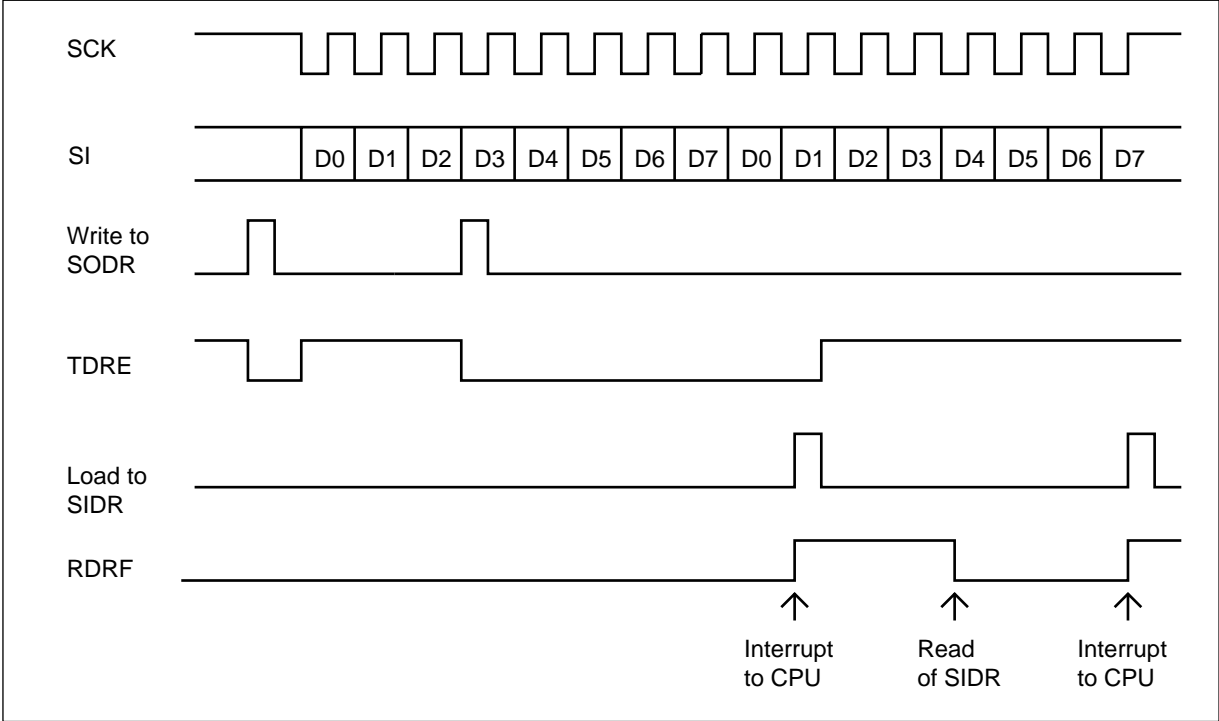 SCK
SI
D0 D1 D2 D3 D4 D5 D6 D7 D0 D1 D2 D3 D4 D5 D6 D7
Write to
SODR
TDRE
Load to
SIDR
RDRF
Interrupt
to CPU
Read
of SIDR
Interrupt
to CPU